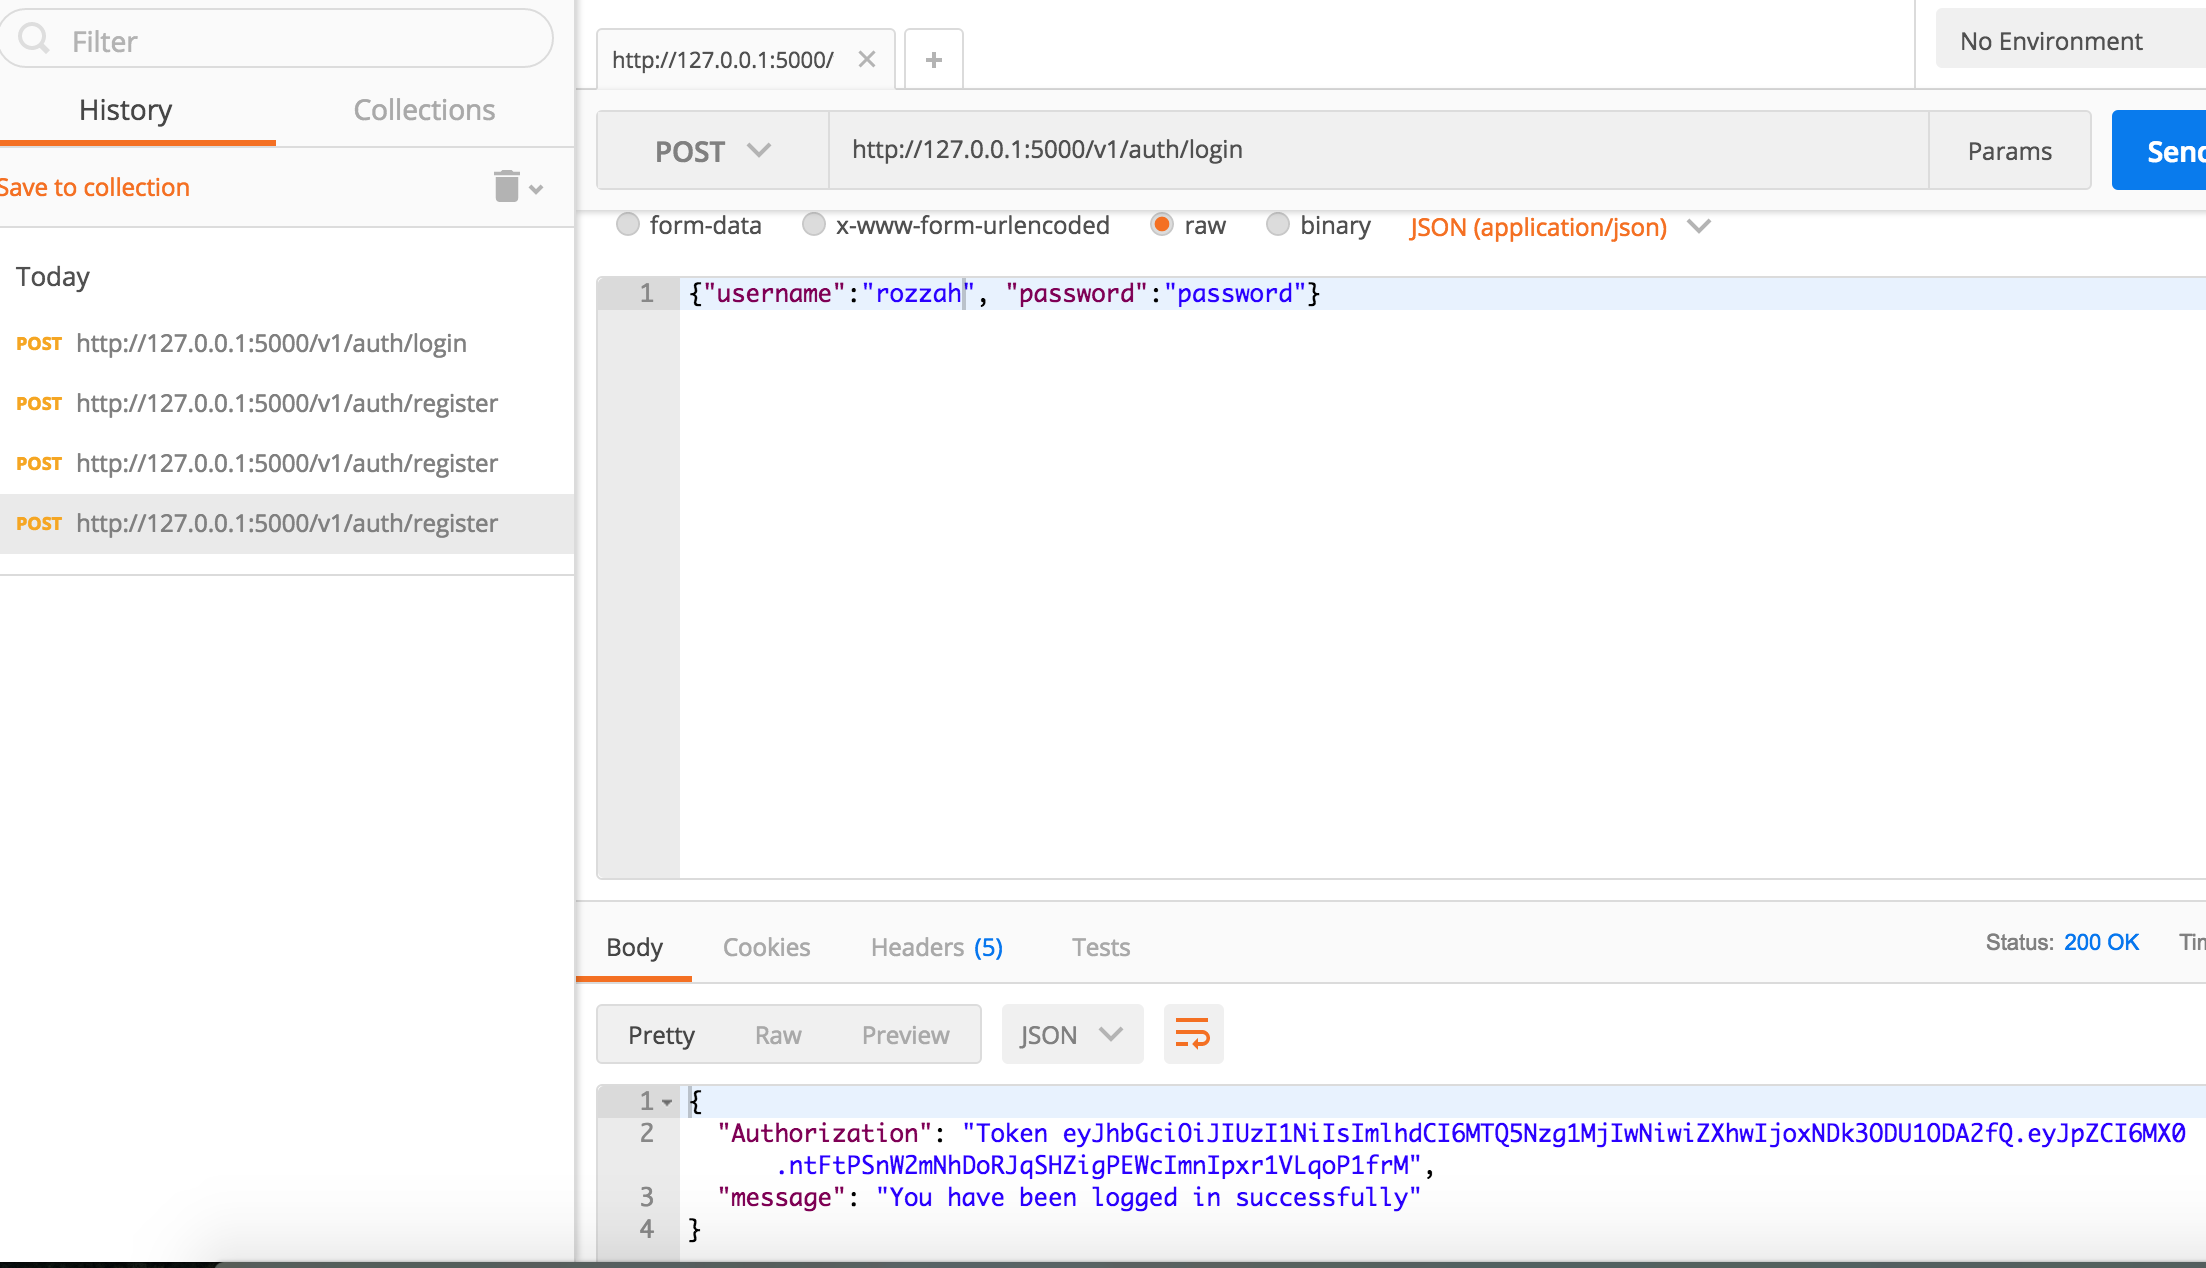 Filter
History
Collections
Save to collection
Today
POST http://127.0.0.1:5000/v1/auth/login
POST http://127.0.0.1:5000/v1/auth/register
POST http://127.0.0.1:5000/v1/auth/register
POST http://127.0.0.1:5000/v1/auth/register
http://127.0.0.1:5000/
No Environment
POST
http://127.0.0.1:5000/v1/auth/login
Params
Send
form-data
x-www-form-urlencoded
raw
binary
JSON (application/json)
1 {"username":"rozzah", "password":"password"}
Body
Cookies
Headers (5)
Tests
Status: 200 OK
Tim
Pretty
Raw
Preview
JSON
1 {
2 "Authorization": "Token eyJhbGciOiJIUzI1NiIsImlhdCI6MTQ5Nzg1MjIwNiwiZXhwIjoxNDk3ODU1ODA2fQ.eyJpZCI6MX0
.ntFtPSnW2mNhDoRJqSHZigPEWcImnIpxr1VLqoP1frM",
3 "message": "You have been logged in successfully"
4 }